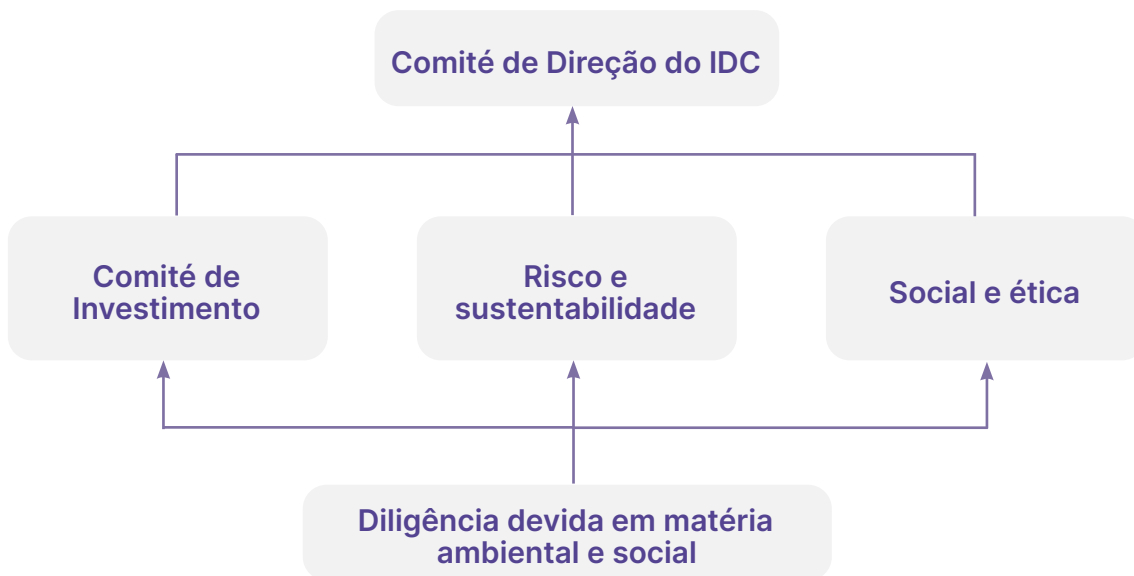 Comité de Direção do IDC
Comité de
Investimento
Risco e
sustentabilidade
Social e ética
Diligência devida em matéria
ambiental e social